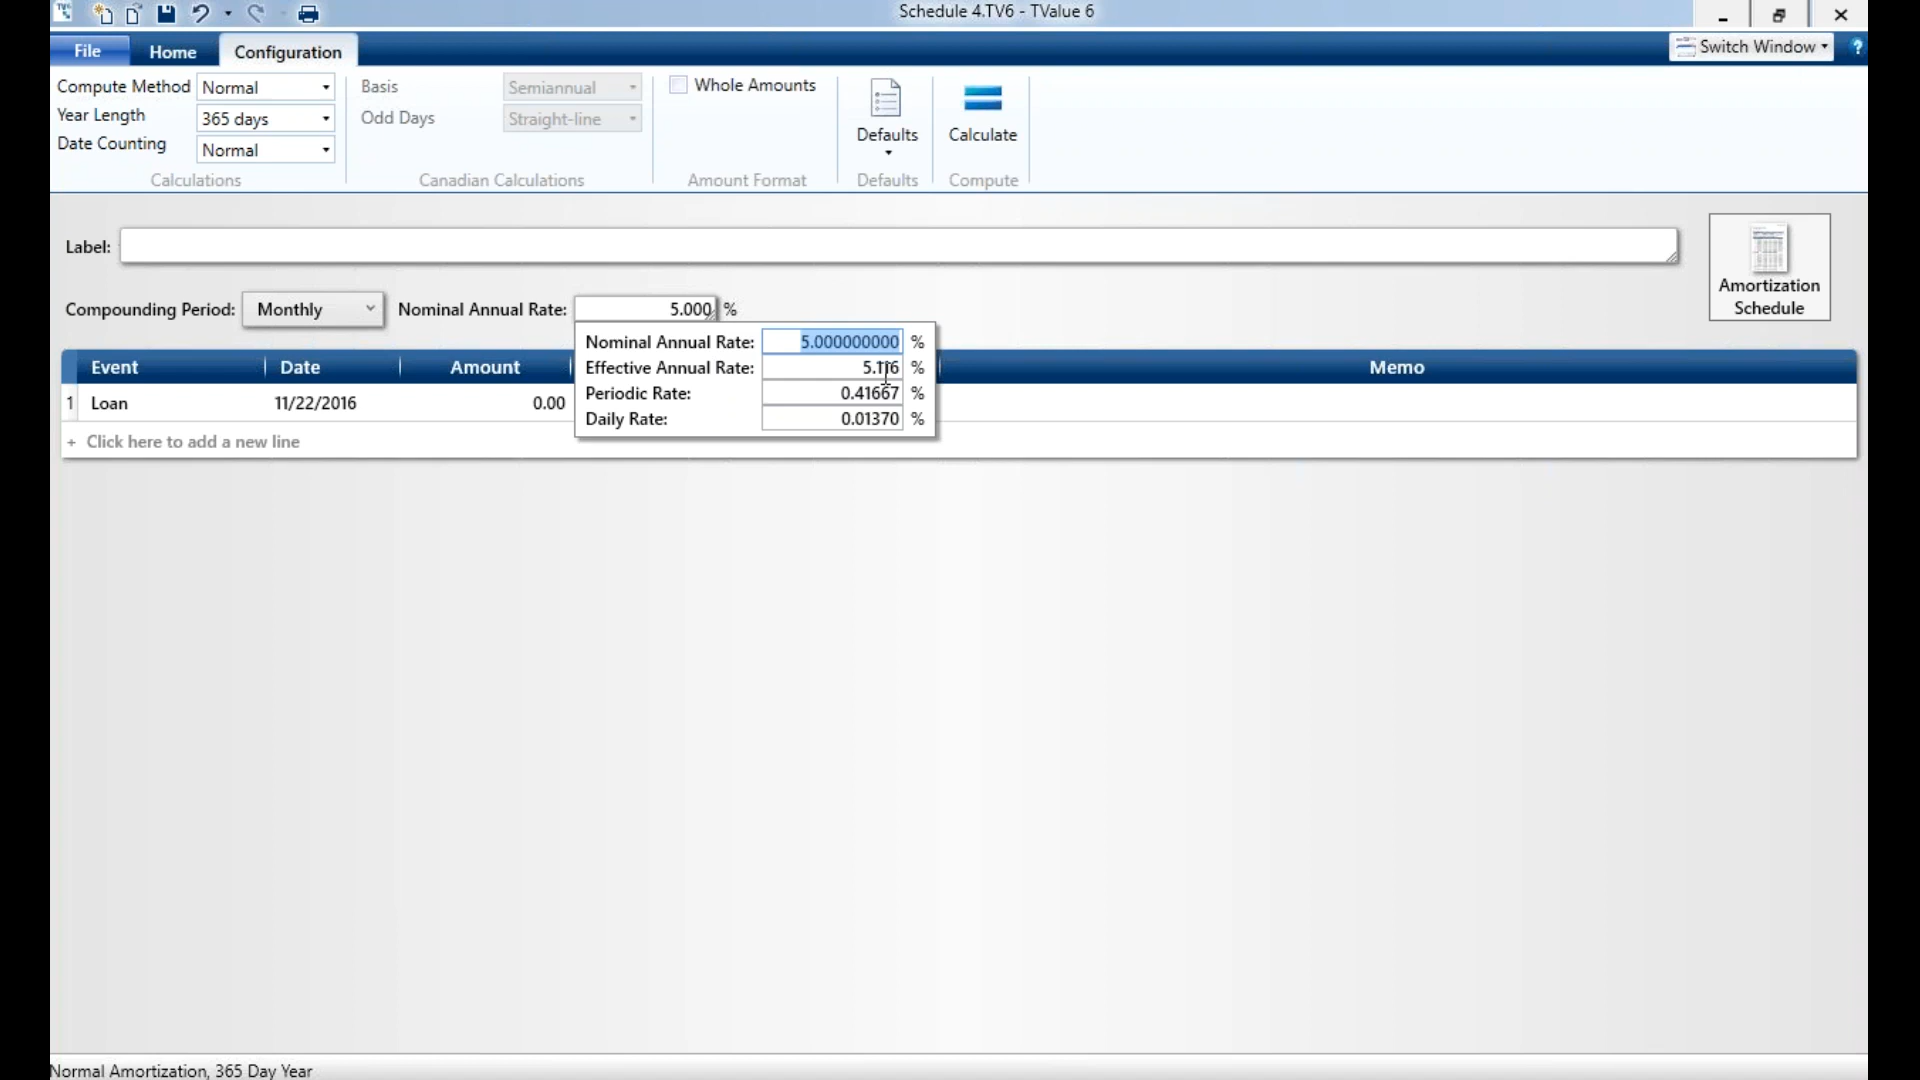 Schedule 4.TV6 - TValue 6
File Home Configuration Switch Window ?
Compute Method Normal Basis Semiannual Whole Amounts
Year Length 365 days Odd Days Straight-line Defaults Calculate
Date Counting Normal
Calculations Canadian Calculations Amount Format Defaults Compute
Label:
Amortization
Schedule
Compounding Period: Monthly Nominal Annual Rate: 5.000 %
Nominal Annual Rate: 5.000000000 %
Effective Annual Rate: 5.116 %
Periodic Rate: 0.41667 %
Daily Rate: 0.01370 %
Event Date Amount Memo
1 Loan 11/22/2016 0.00
+ Click here to add a new line
Normal Amortization, 365 Day Year